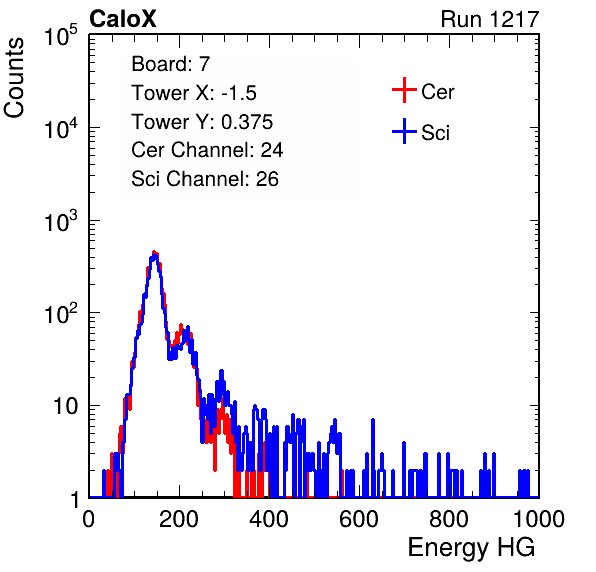 CaloX Run 1217
Counts
10^5
10^4
10^3
10^2
10
1
Board: 7
Tower X: -1.5
Tower Y: 0.375
Cer Channel: 24
Sci Channel: 26
Cer
Sci
0 200 400 600 800 1000
Energy HG